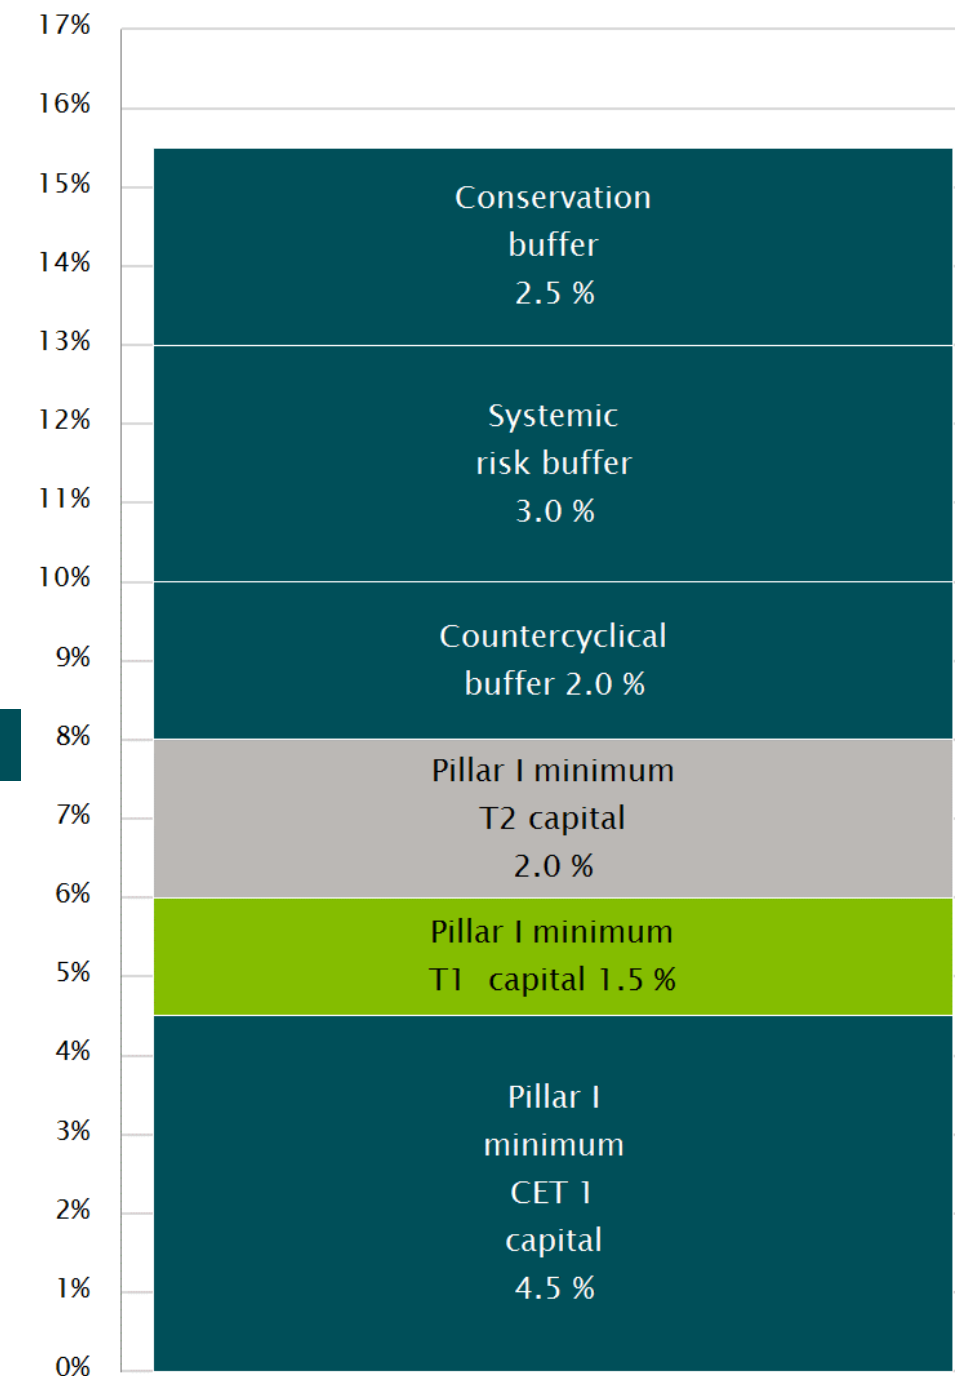 17%
16%
15%
14%
13%
12%
11%
10%
9%
8%
7%
6%
5%
4%
3%
2%
1%
0%
Conservation
buffer
2.5 %
Systemic
risk buffer
3.0 %
Countercyclical
buffer 2.0 %
Pillar I minimum
T2 capital
2.0 %
Pillar I minimum
T1 capital 1.5 %
Pillar I
minimum
CET 1
capital
4.5 %